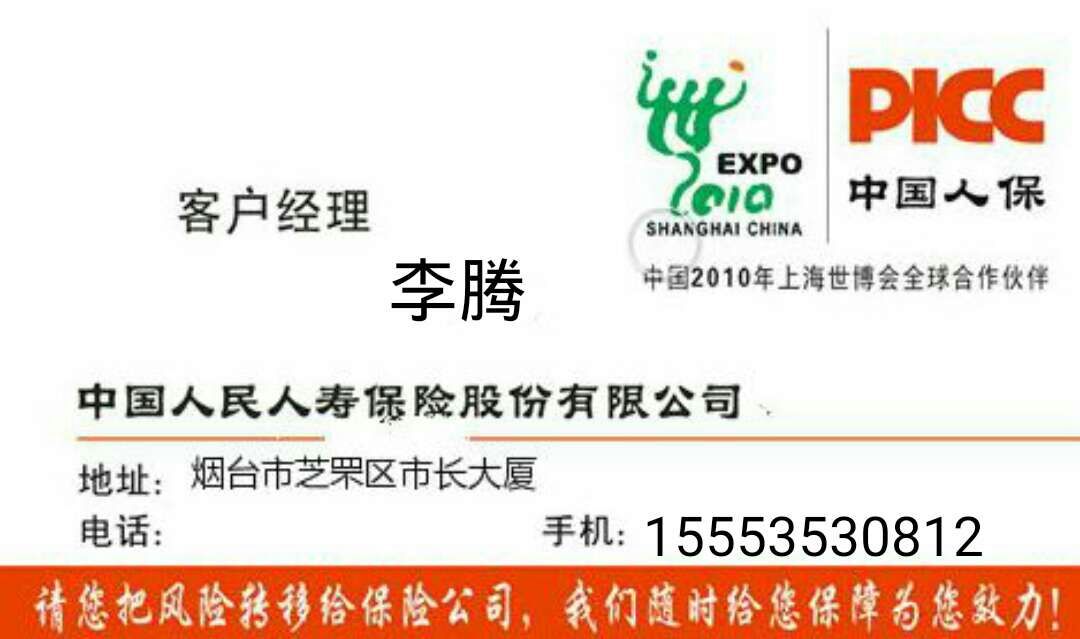 PICC
中国人保
EXPO
2010
SHANGHAI CHINA
中国2010年上海世博会全球合作伙伴
客户经理
李腾
中国人民人寿保险股份有限公司
地址：烟台市芝罘区市长大厦
电话： 手机：15553530812
请您把风险转移给保险公司，我们随时给您保障为您效力！